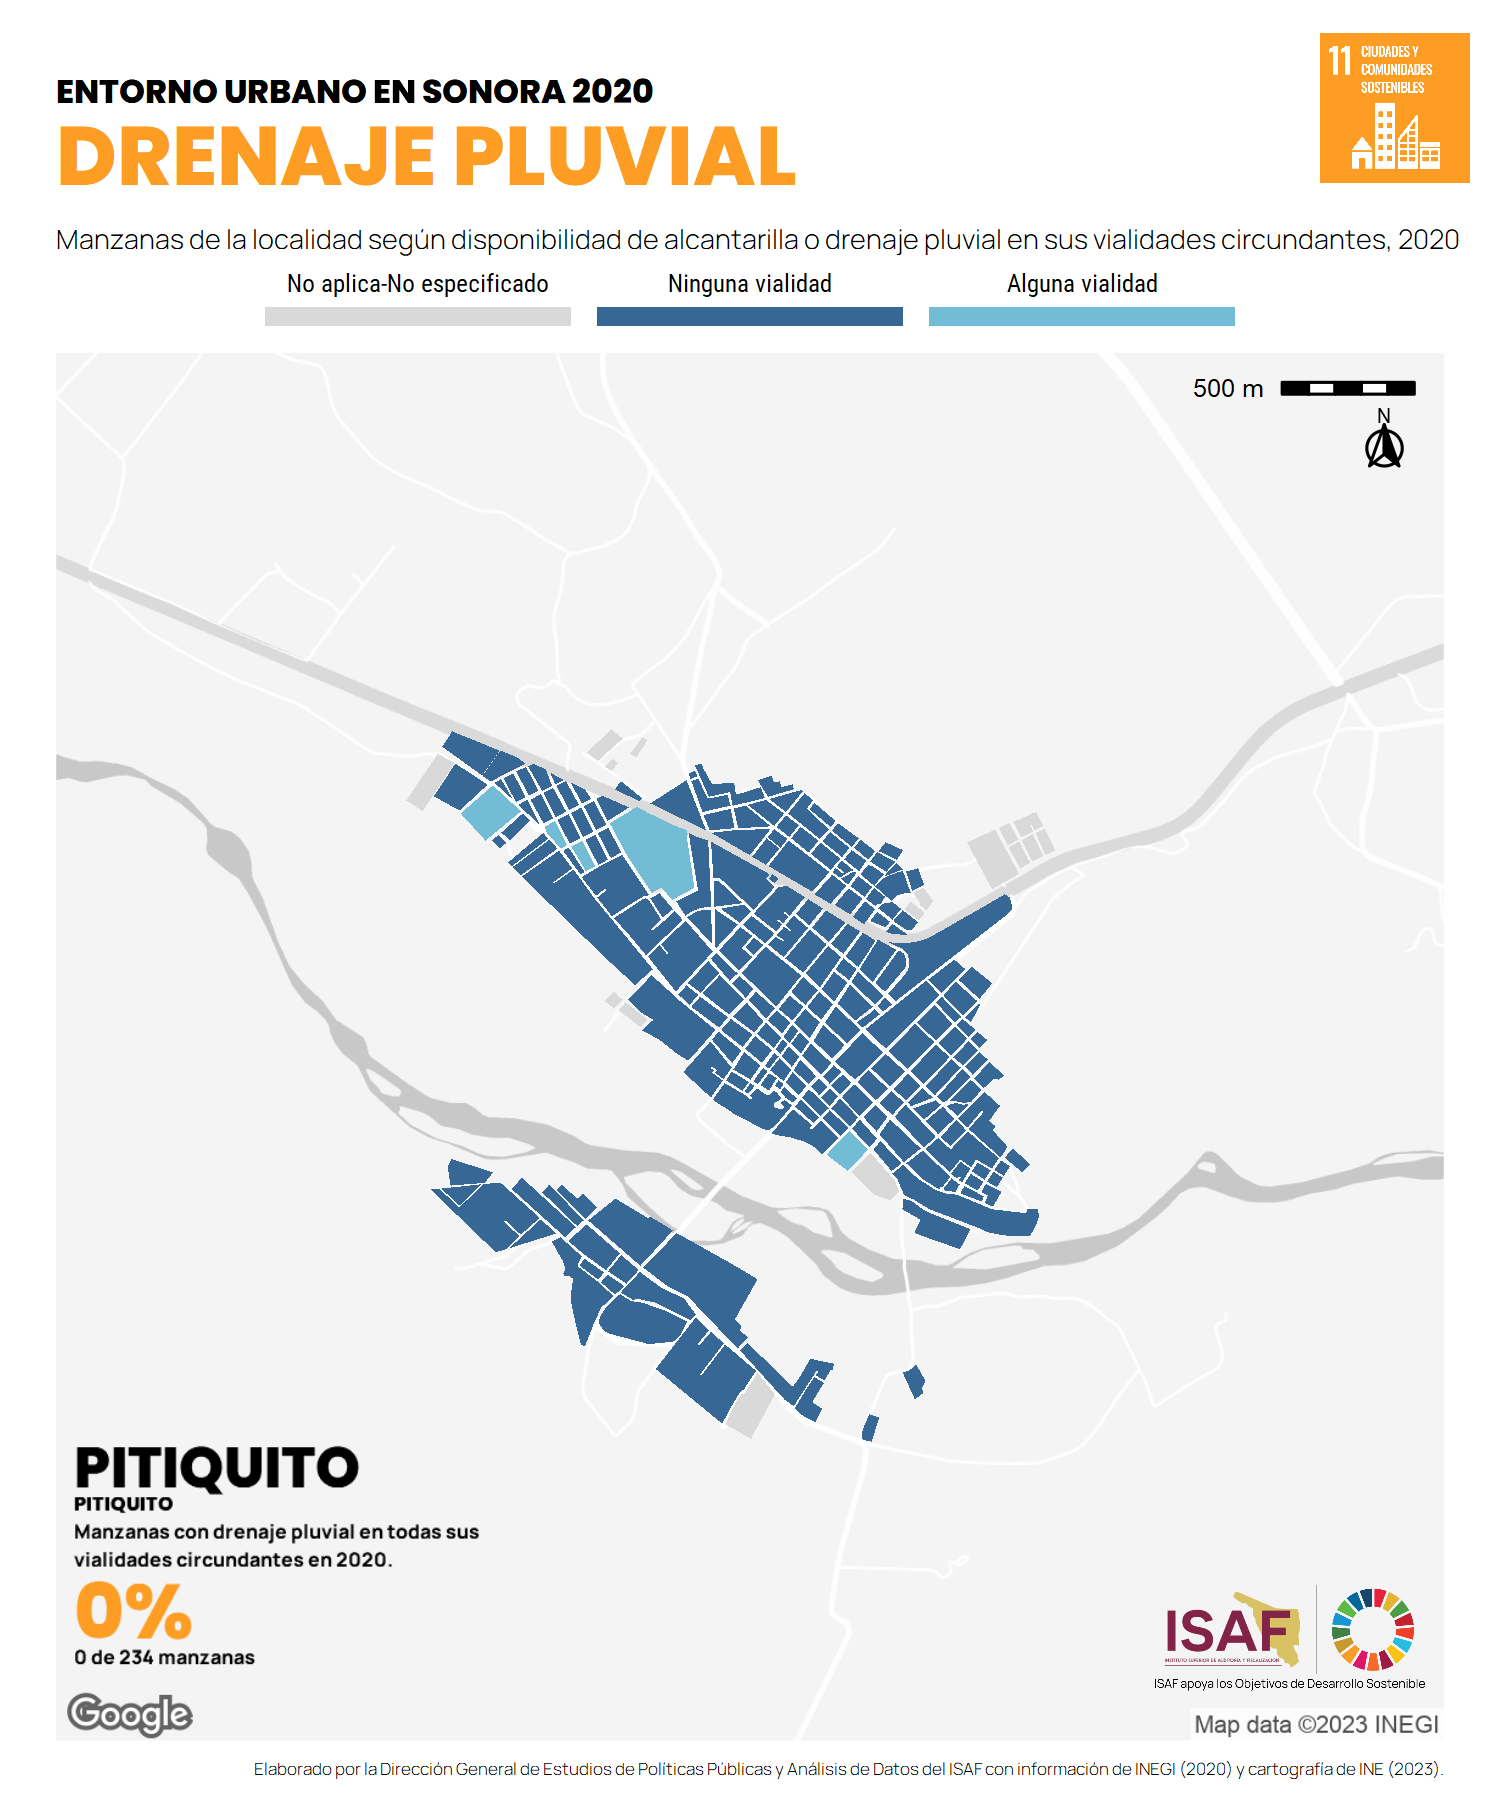 11 CIUDADES Y
COMUNIDADES
SOSTENIBLES
ENTORNO URBANO EN SONORA 2020
DRENAJE PLUVIAL
Manzanas de la localidad según disponibilidad de alcantarilla o drenaje pluvial en sus vialidades circundantes, 2020
No aplica-No especificado Ninguna vialidad Alguna vialidad
500 m
N
PITIQUITO
PITIQUITO
Manzanas con drenaje pluvial en todas sus
vialidades circundantes en 2020.
0%
0 de 234 manzanas
ISAF
INSTITUTO SUPERIOR DE AUDITORÍA Y FISCALIZACIÓN
ISAF apoya los Objetivos de Desarrollo Sostenible
Google
Map data ©2023 INEGI
Elaborado por la Dirección General de Estudios de Políticas Públicas y Análisis de Datos del ISAF con información de INEGI (2020) y cartografía de INE (2023).